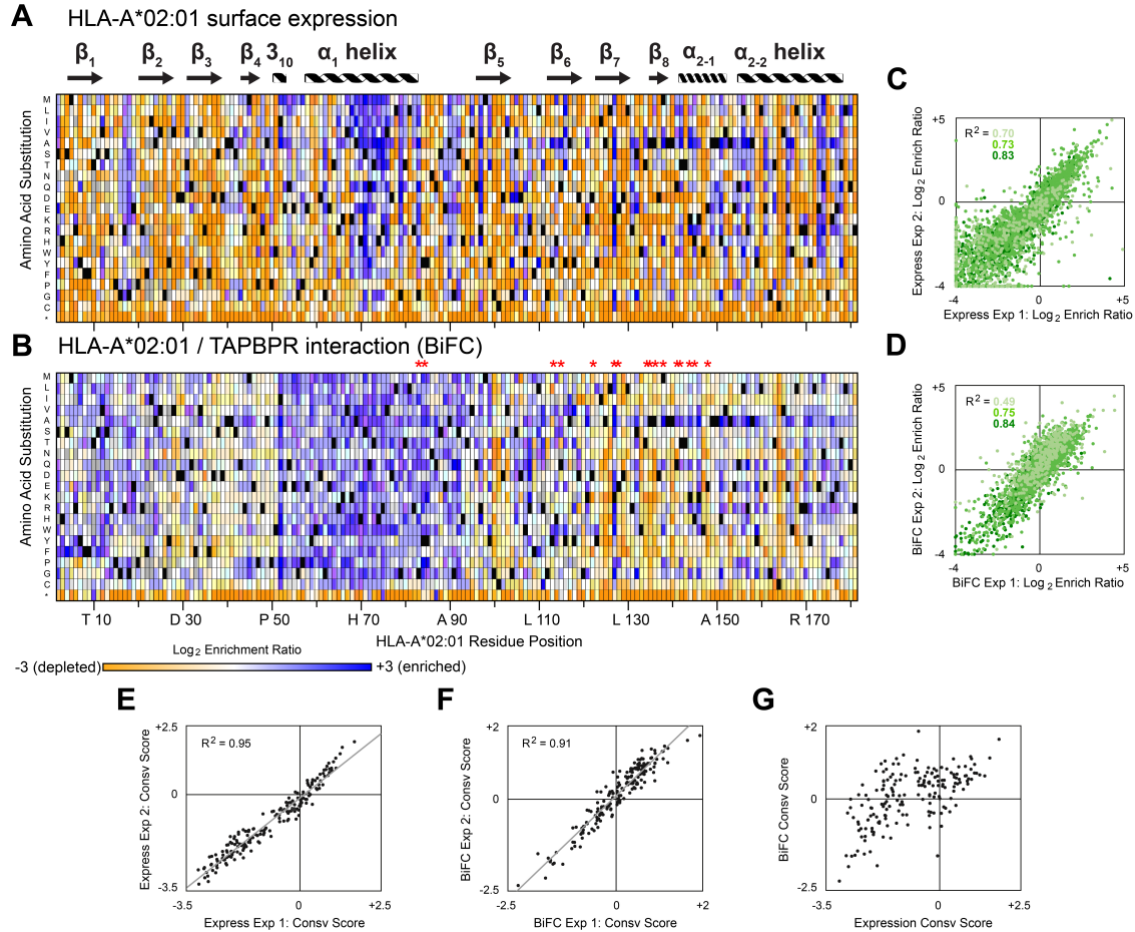 A HLA-A*02:01 surface expression
β1 β2 β3 β4 310 α1 helix β5 β6 β7 β8 α2-1 α2-2 helix
Amino Acid Substitution
M
L
I
V
A
S
T
N
Q
D
E
K
R
H
W
Y
F
P
G
C
*
B HLA-A*02:01 / TAPBPR interaction (BiFC)
Amino Acid Substitution
M
L
I
V
A
S
T
N
Q
D
E
K
R
H
W
Y
F
P
G
C
*
T 10 D 30 P 50 H 70 A 90 L 110 L 130 A 150 R 170
HLA-A*02:01 Residue Position
Log2 Enrichment Ratio
-3 (depleted) +3 (enriched)
C
Express Exp 2: Log2 Enrich Ratio
+5
R2 = 0.70
0.73
0.83
0
-4
-4 0 +5
Express Exp 1: Log2 Enrich Ratio
D
BiFC Exp 2: Log2 Enrich Ratio
+5
R2 = 0.49
0.75
0.84
0
-4
-4 0 +5
BiFC Exp 1: Log2 Enrich Ratio
E
Express Exp 2: Consv Score
+2.5
R2 = 0.95
0
-3.5
-3.5 0 +2.5
Express Exp 1: Consv Score
F
BiFC Exp 2: Consv Score
+2
R2 = 0.91
0
-2.5
-2.5 0 +2
BiFC Exp 1: Consv Score
G
BiFC Consv Score
+2
0
-2.5
-3.5 0 +2.5
Expression Consv Score